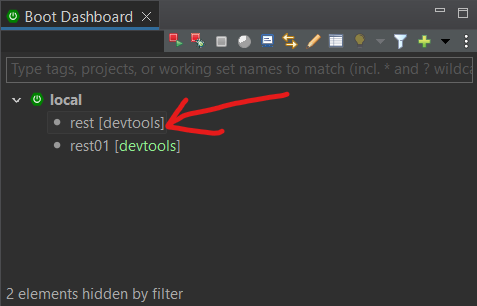 Boot Dashboard
Type tags, projects, or working set names to match (incl. * and ? wildca
local
rest [devtools]
rest01 [devtools]
2 elements hidden by filter